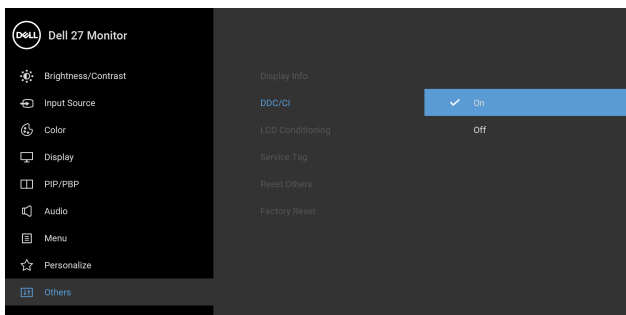 DELL Dell 27 Monitor
Brightness/Contrast
Display Info
Input Source
DDC/CI
On
Color
LCD Conditioning
Off
Display
Service Tag
PIP/PBP
Reset Others
Audio
Factory Reset
Menu
Personalize
Others